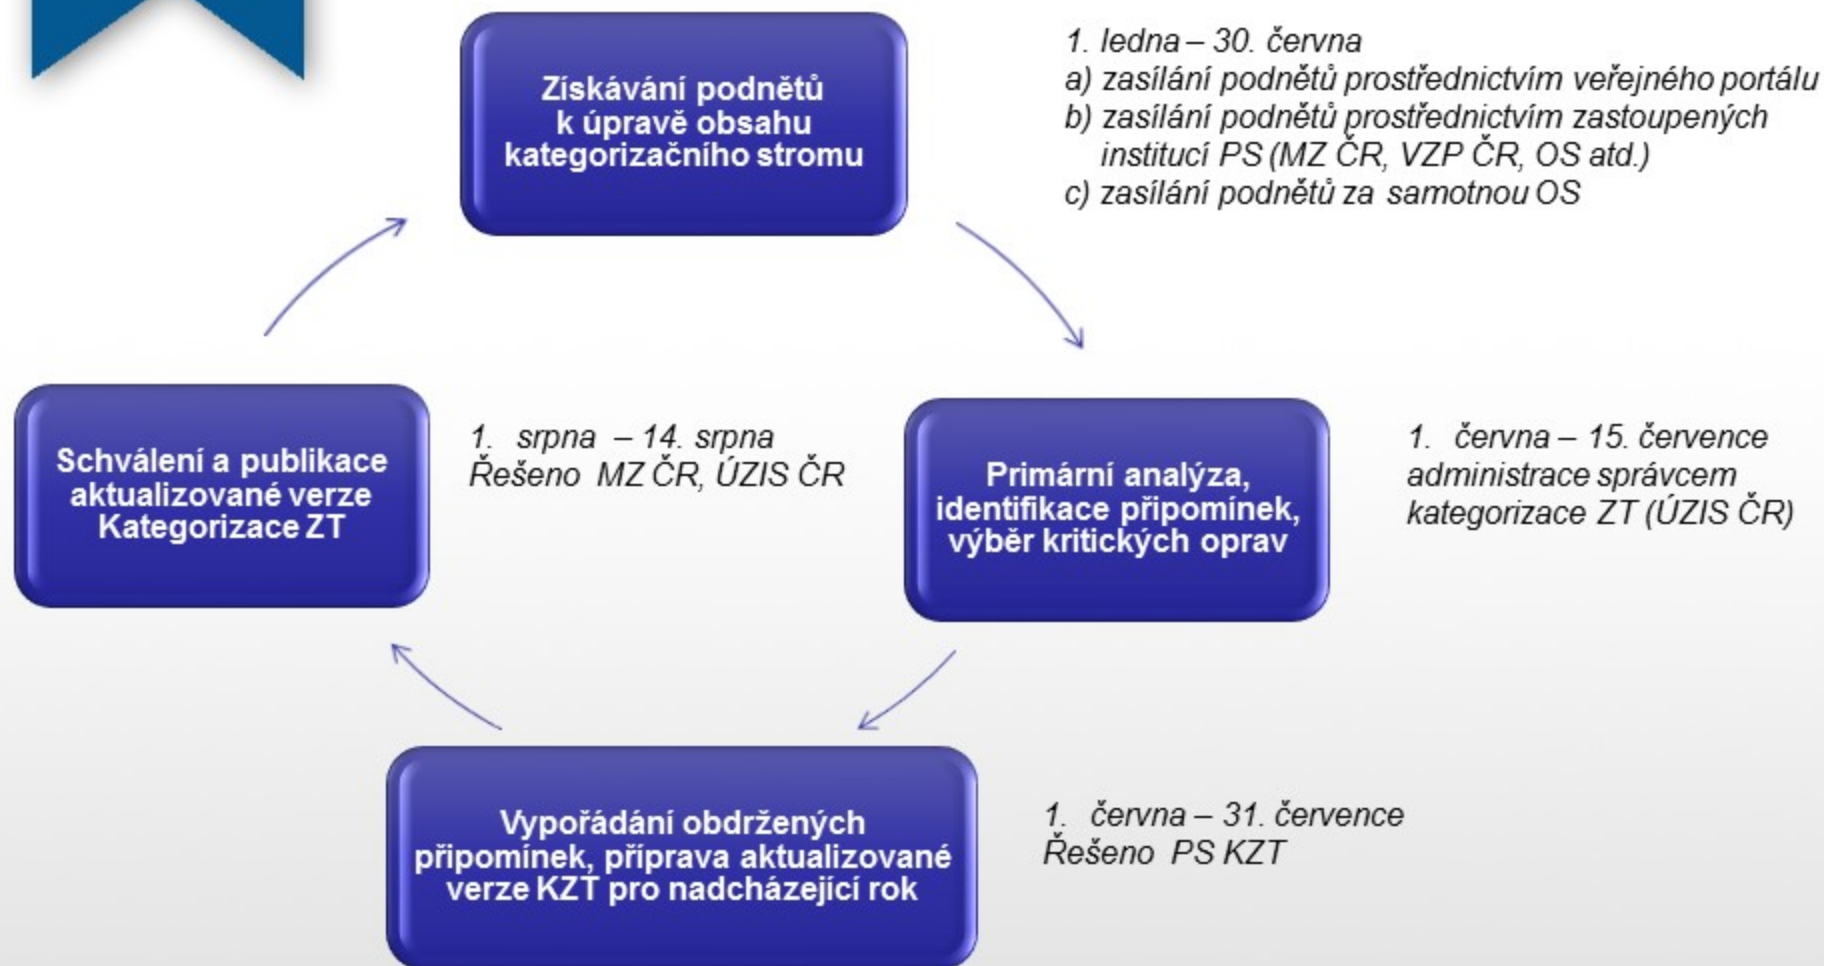 Získávání podnětů
k úpravě obsahu
kategorizačního stromu
1. ledna – 30. června
a) zasílání podnětů prostřednictvím veřejného portálu
b) zasílání podnětů prostřednictvím zastoupených
institucí PS (MZ ČR, VZP ČR, OS atd.)
c) zasílání podnětů za samotnou OS
Schválení a publikace
aktualizované verze
Kategorizace ZT
1. srpna – 14. srpna
Řešeno MZ ČR, ÚZIS ČR
Primární analýza,
identifikace připomínek,
výběr kritických oprav
1. června – 15. července
administrace správcem
kategorizace ZT (ÚZIS ČR)
Vypořádání obdržených
připomínek, příprava aktualizované
verze KZT pro nadcházející rok
1. června – 31. července
Řešeno PS KZT